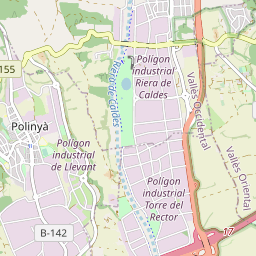 155
Riera de Caldes
Polígon
industrial
Riera de
Caldes
Vallès Occidental
Vallès Oriental
Polinyà
Polígon
industrial
de Llevant
Polígon
industrial
Torre del
Rector
B-142
17